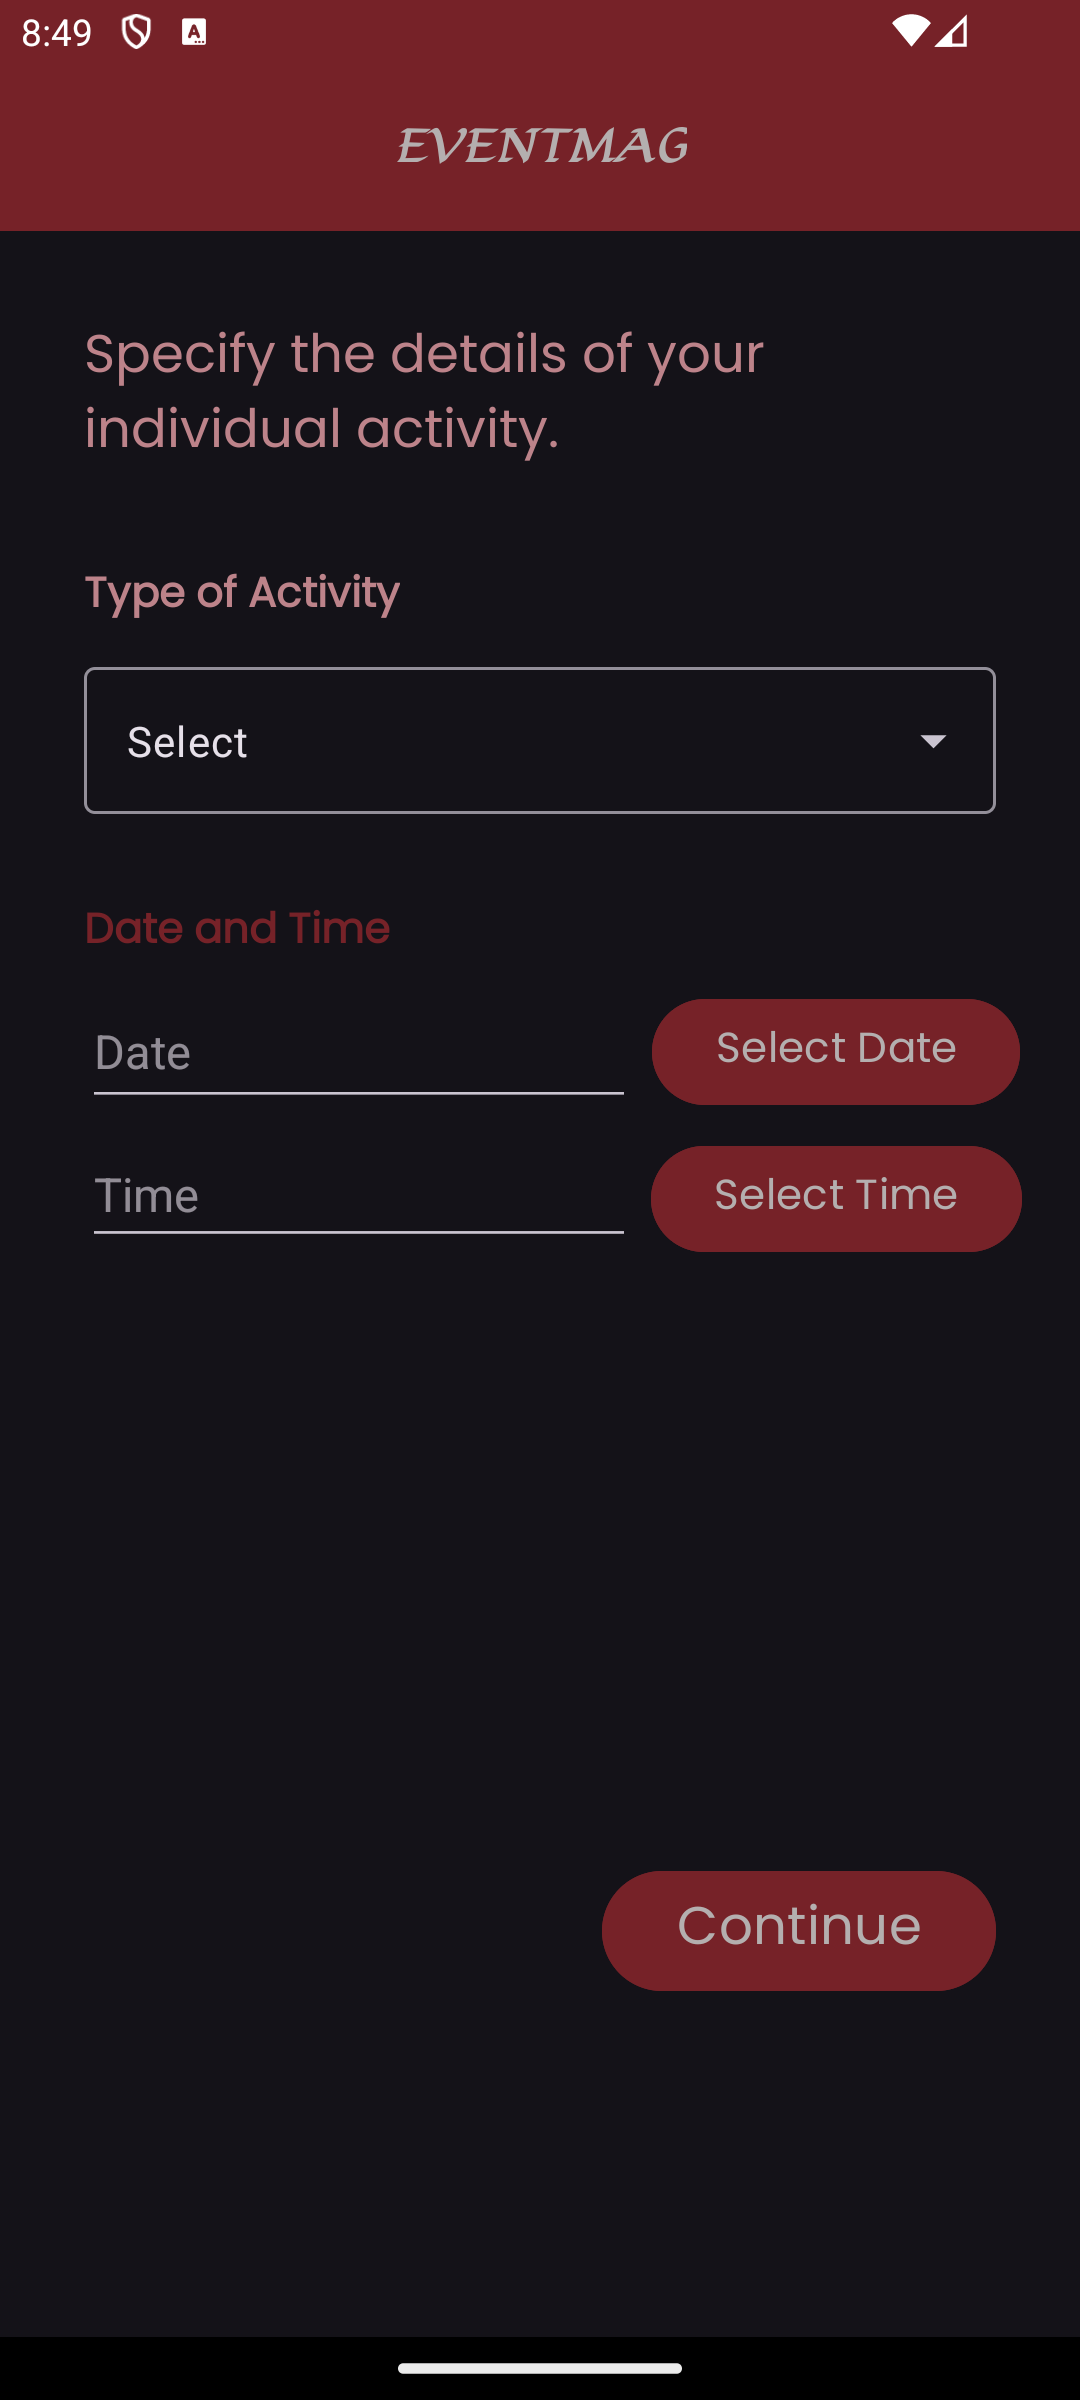 8:49
EVENTMAG
Specify the details of your
individual activity.
Type of Activity
Select
Date and Time
Date
Select Date
Time
Select Time
Continue